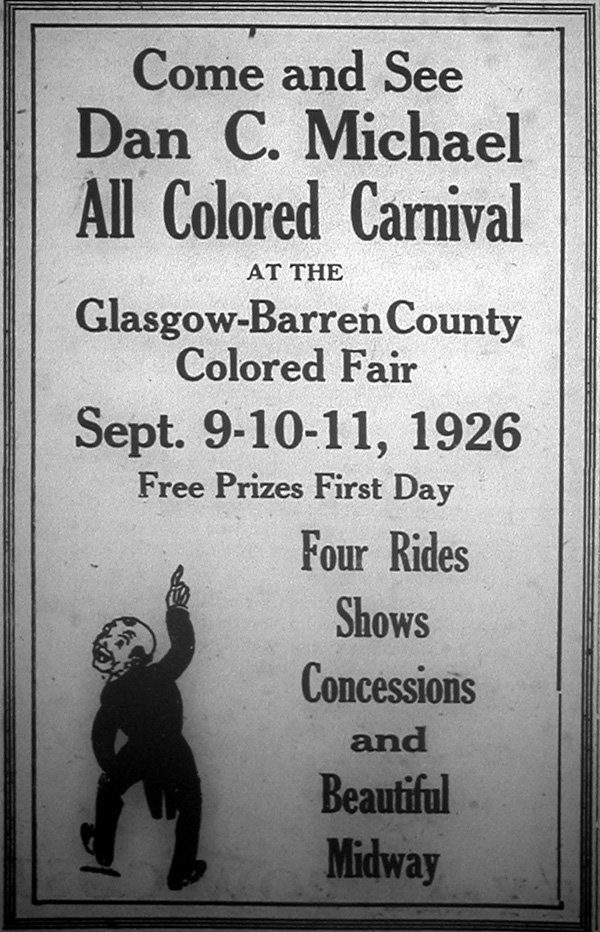 Come and See
Dan C. Michael
All Colored Carnival
AT THE
Glasgow-Barren County
Colored Fair
Sept. 9-10-11, 1926
Free Prizes First Day
Four Rides
Shows
Concessions
and
Beautiful
Midway